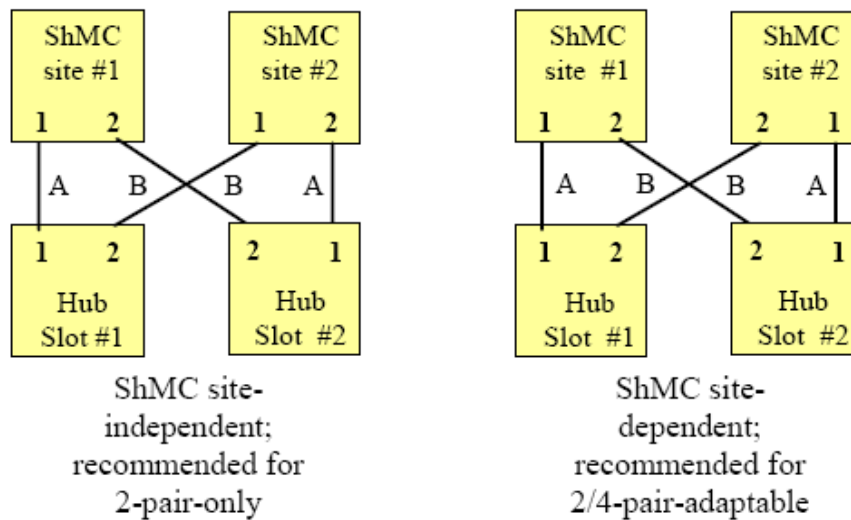 ShMC
site #1
1 2
ShMC
site #2
1 2
A B B A
1 2
Hub
Slot #1
2 1
Hub
Slot #2
ShMC site-
independent;
recommended for
2-pair-only
ShMC
site #1
1 2
ShMC
site #2
2 1
A B B A
1 2
Hub
Slot #1
2 1
Hub
Slot #2
ShMC site-
dependent;
recommended for
2/4-pair-adaptable